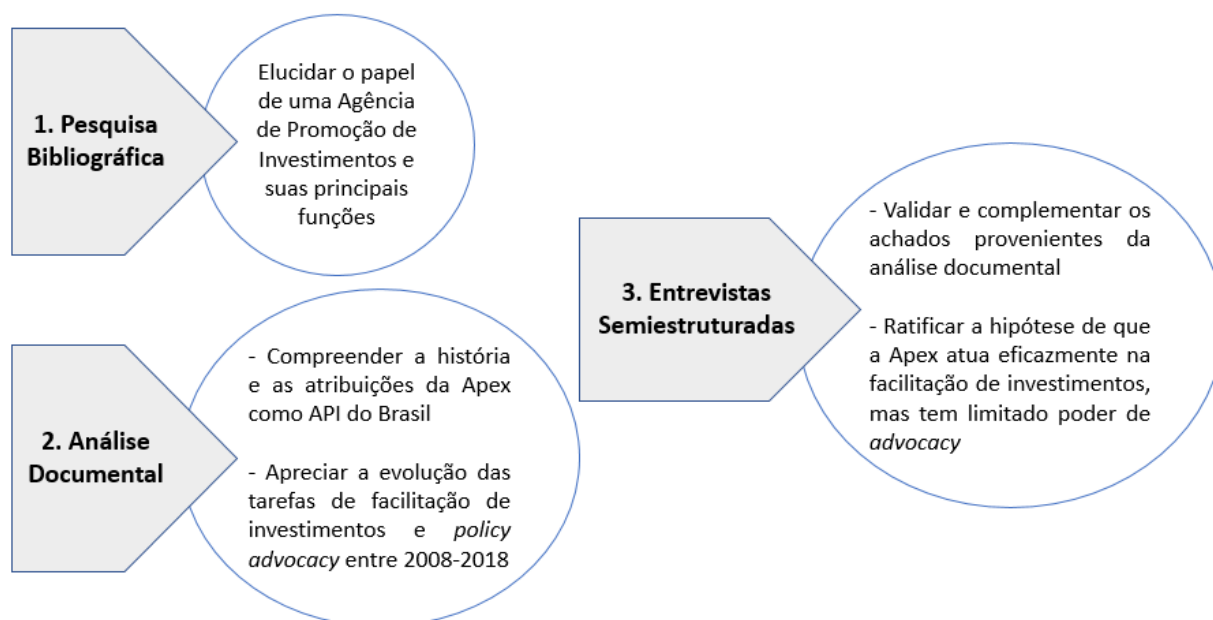 1. Pesquisa
Bibliográfica
Elucidar o papel
de uma Agência
de Promoção de
Investimentos e
suas principais
funções
2. Análise
Documental
- Compreender a história
e as atribuições da Apex
como API do Brasil
- Apreciar a evolução das
tarefas de facilitação de
investimentos e policy
advocacy entre 2008-2018
3. Entrevistas
Semiestruturadas
- Validar e complementar os
achados provenientes da
análise documental
- Ratificar a hipótese de que
a Apex atua eficazmente na
facilitação de investimentos,
mas tem limitado poder de
advocacy